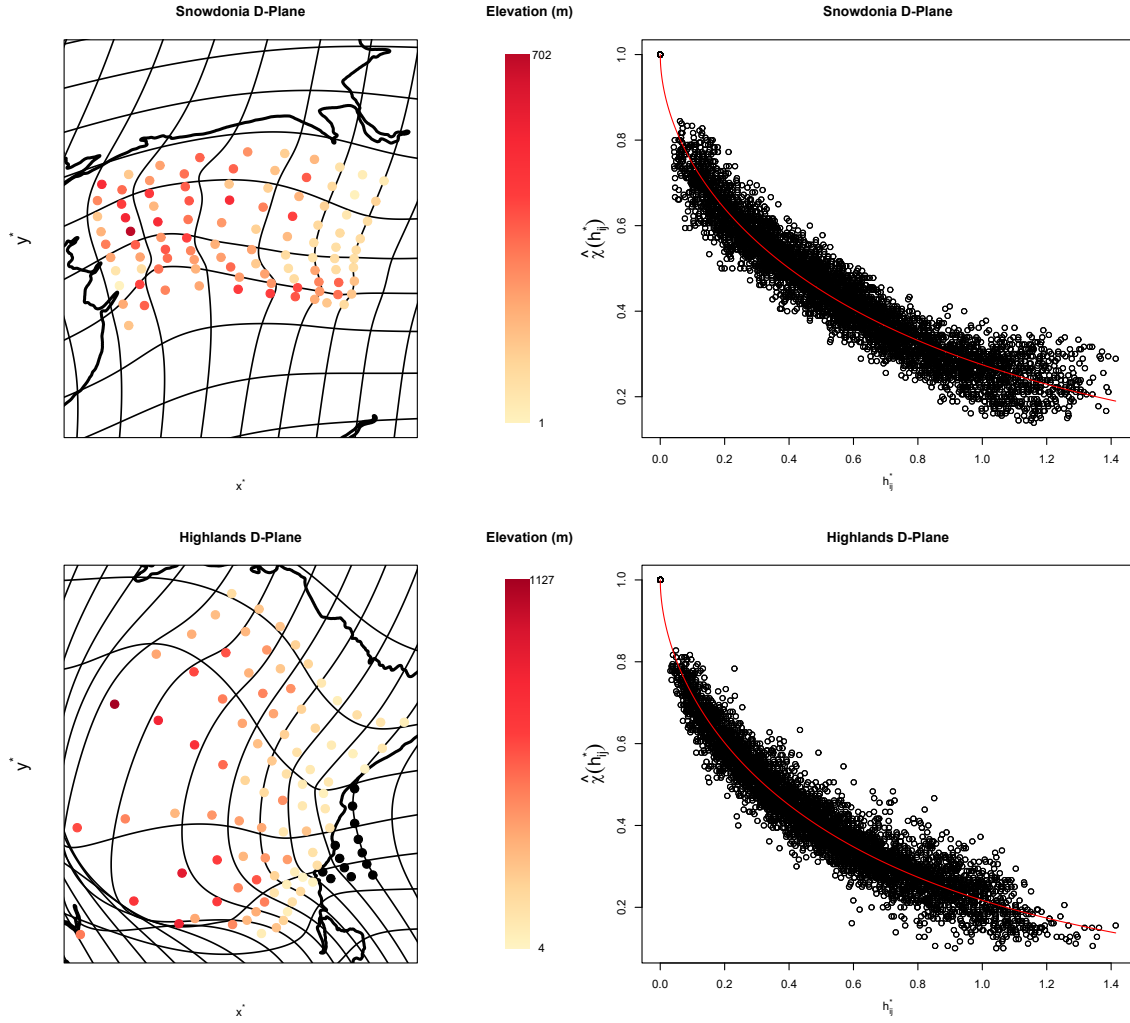 Snowdonia D-Plane
Elevation (m)
Snowdonia D-Plane
y*
x*
702
1
χ̂(h*ij)
1.0
0.8
0.6
0.4
0.2
0.0 0.2 0.4 0.6 0.8 1.0 1.2 1.4
h*ij
Highlands D-Plane
Elevation (m)
Highlands D-Plane
y*
x*
1127
4
χ̂(h*ij)
1.0
0.8
0.6
0.4
0.2
0.0 0.2 0.4 0.6 0.8 1.0 1.2 1.4
h*ij